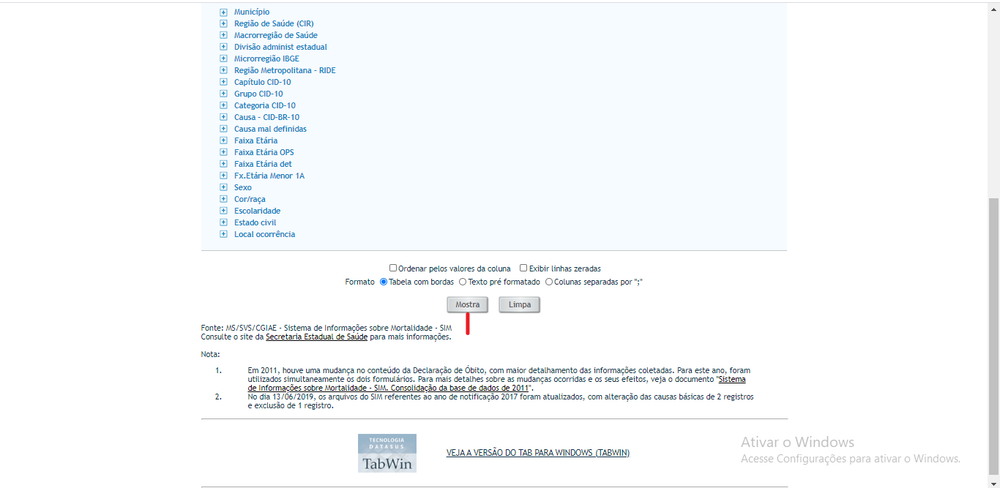 Município
Região de Saúde (CIR)
Macrorregião de Saúde
Divisão administ estadual
Microrregião IBGE
Região Metropolitana - RIDE
Capítulo CID-10
Grupo CID-10
Categoria CID-10
Causa - CID-BR-10
Causa mal definidas
Faixa Etária
Faixa Etária OPS
Faixa Etária det
Fx.Etária Menor 1A
Sexo
Cor/raça
Escolaridade
Estado civil
Local ocorrência
Ordenar pelos valores da coluna Exibir linhas zeradas
Formato Tabela com bordas Texto pré formatado Colunas separadas por ";"
Mostra Limpa
Fonte: MS/SVS/CGIAE - Sistema de Informações sobre Mortalidade - SIM
Consulte o site da Secretaria Estadual de Saúde para mais informações.
Nota:
1. Em 2011, houve uma mudança no conteúdo da Declaração de Óbito, com maior detalhamento das informações coletadas. Para este ano, foram
utilizados simultaneamente os dois formulários. Para mais detalhes sobre as mudanças ocorridas e os seus efeitos, veja o documento "Sistema
de Informações sobre Mortalidade - SIM. Consolidação da base de dados de 2011".
2. No dia 13/06/2019, os arquivos do SIM referentes ao ano de notificação 2017 foram atualizados, com alteração das causas básicas de 2 registros
e exclusão de 1 registro.
TECNOLOGIA
DATASUS
TabWin
VEJA A VERSÃO DO TAB PARA WINDOWS (TABWIN)
Ativar o Windows
Acesse Configurações para ativar o Windows.